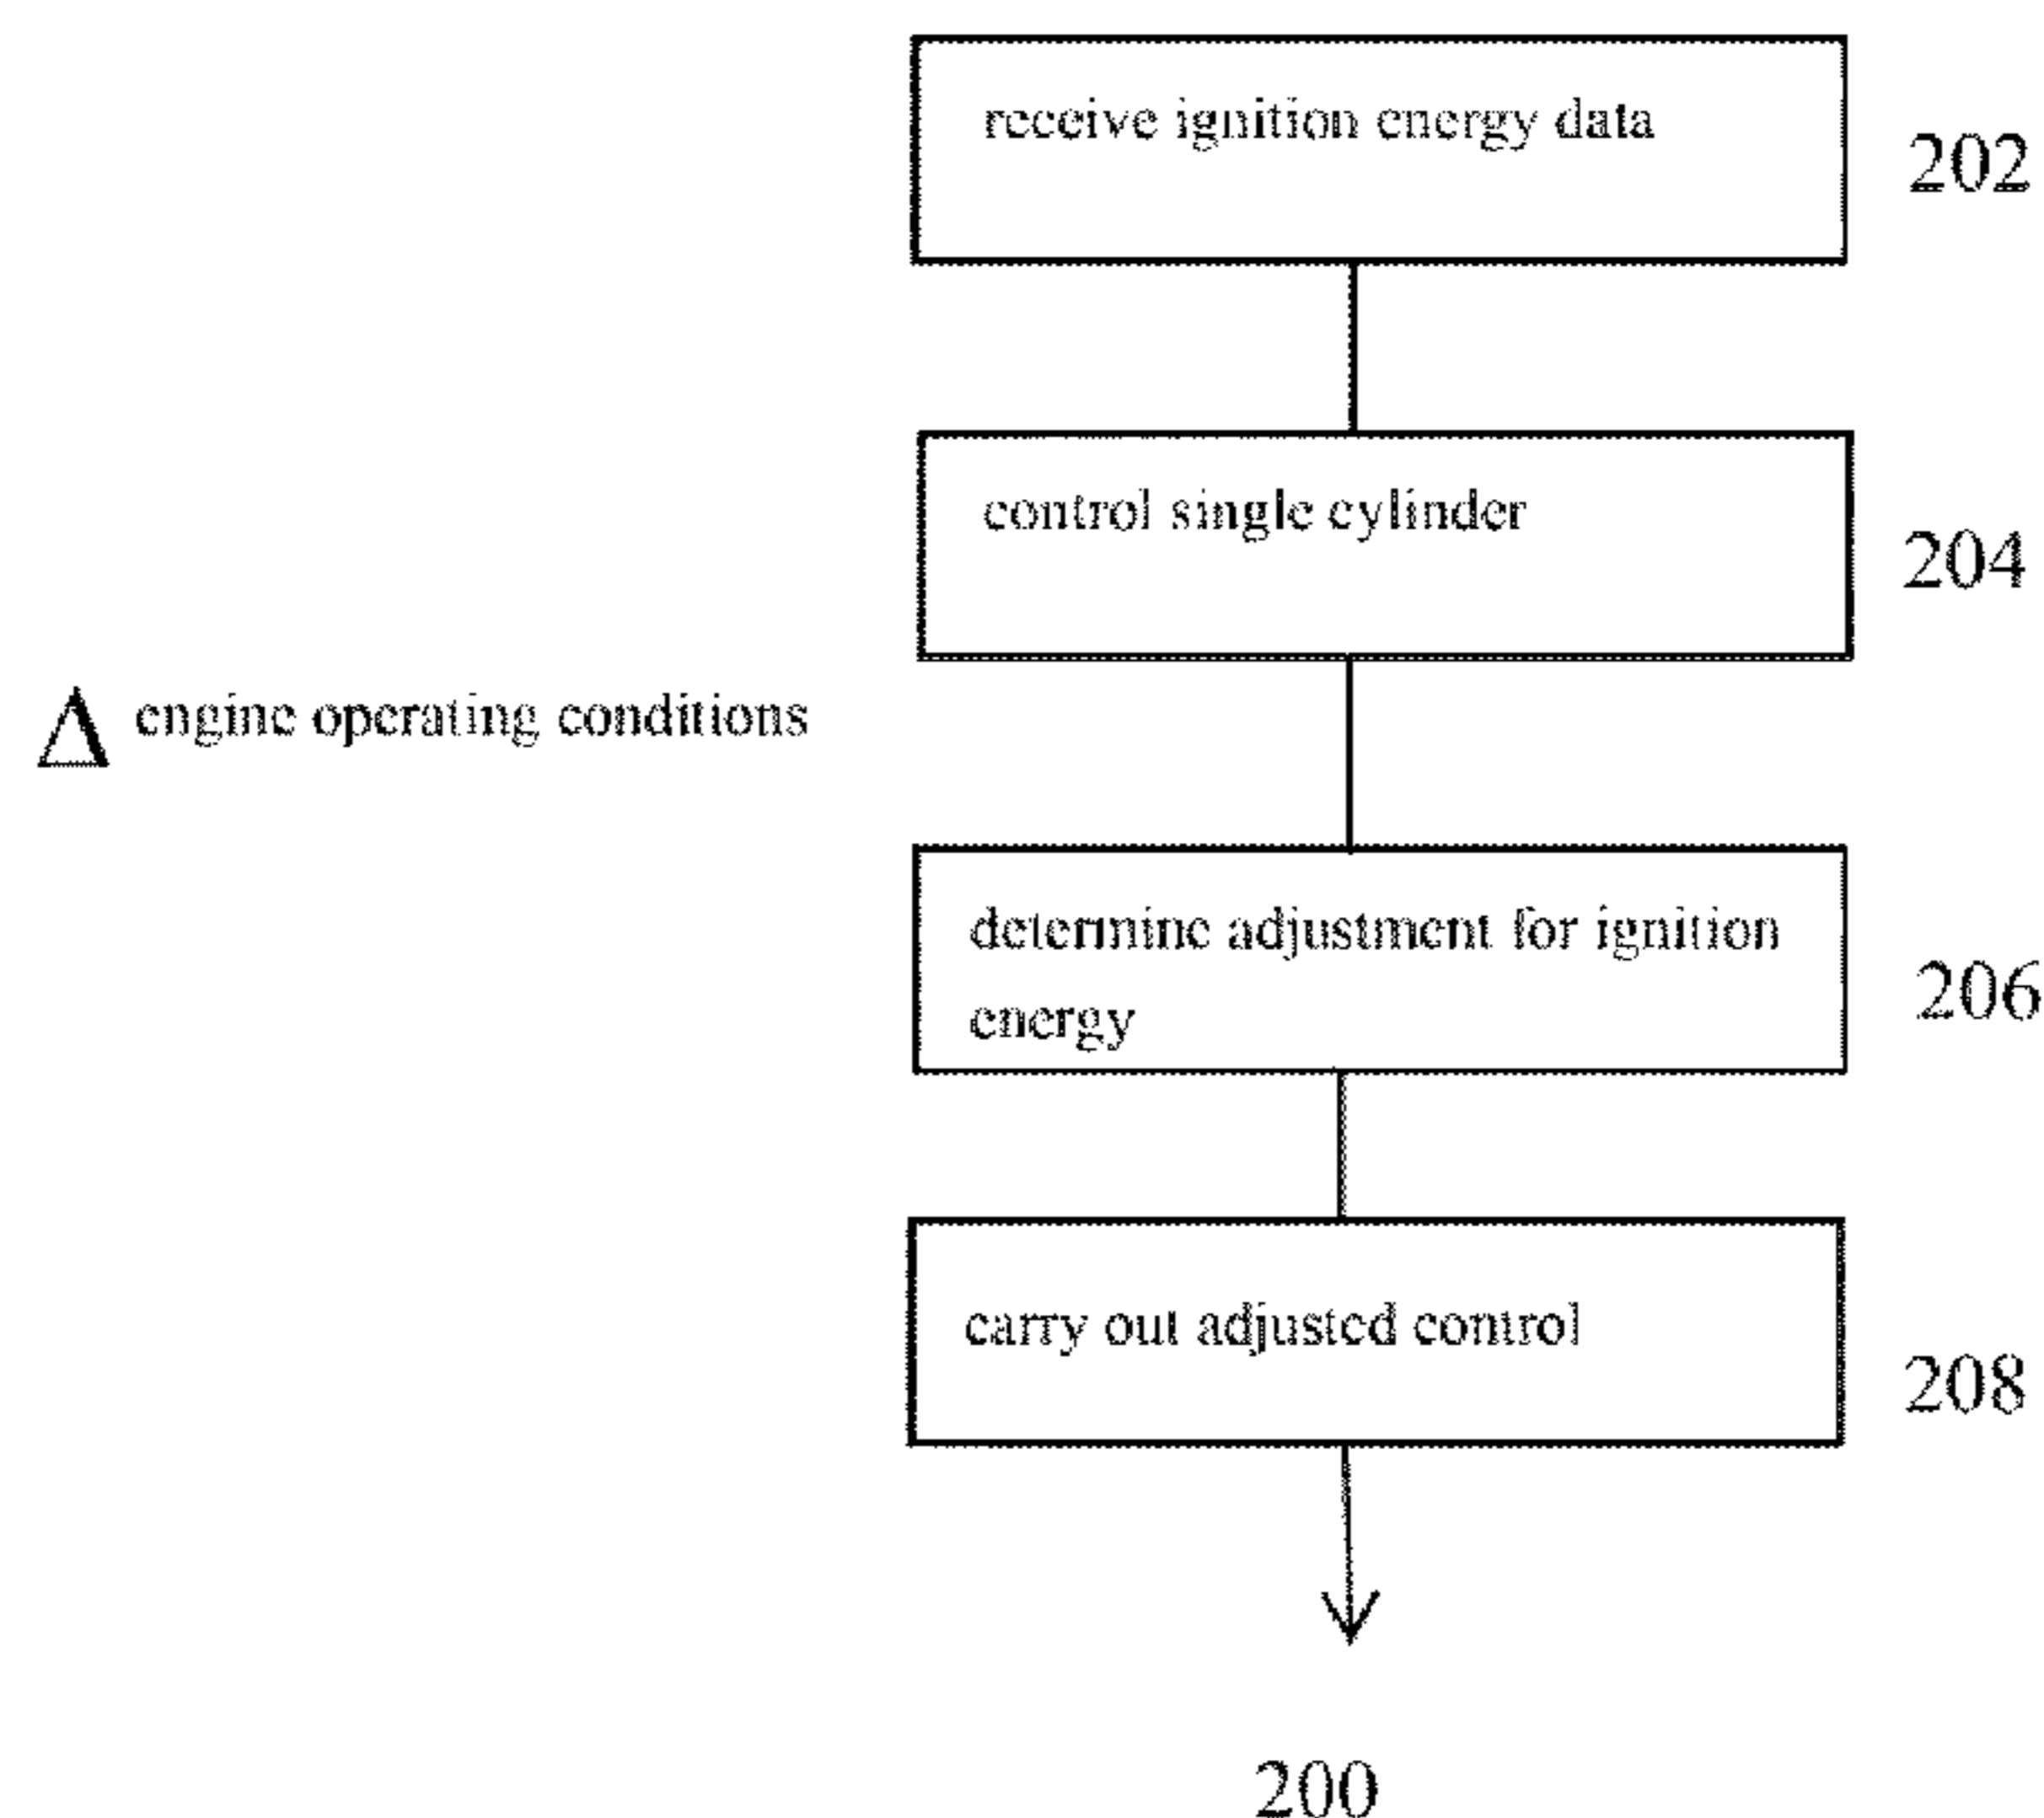 receive ignition energy data
202
control single cylinder
204
Δ engine operating conditions
determine adjustment for ignition
energy
206
carry out adjusted control
208
200